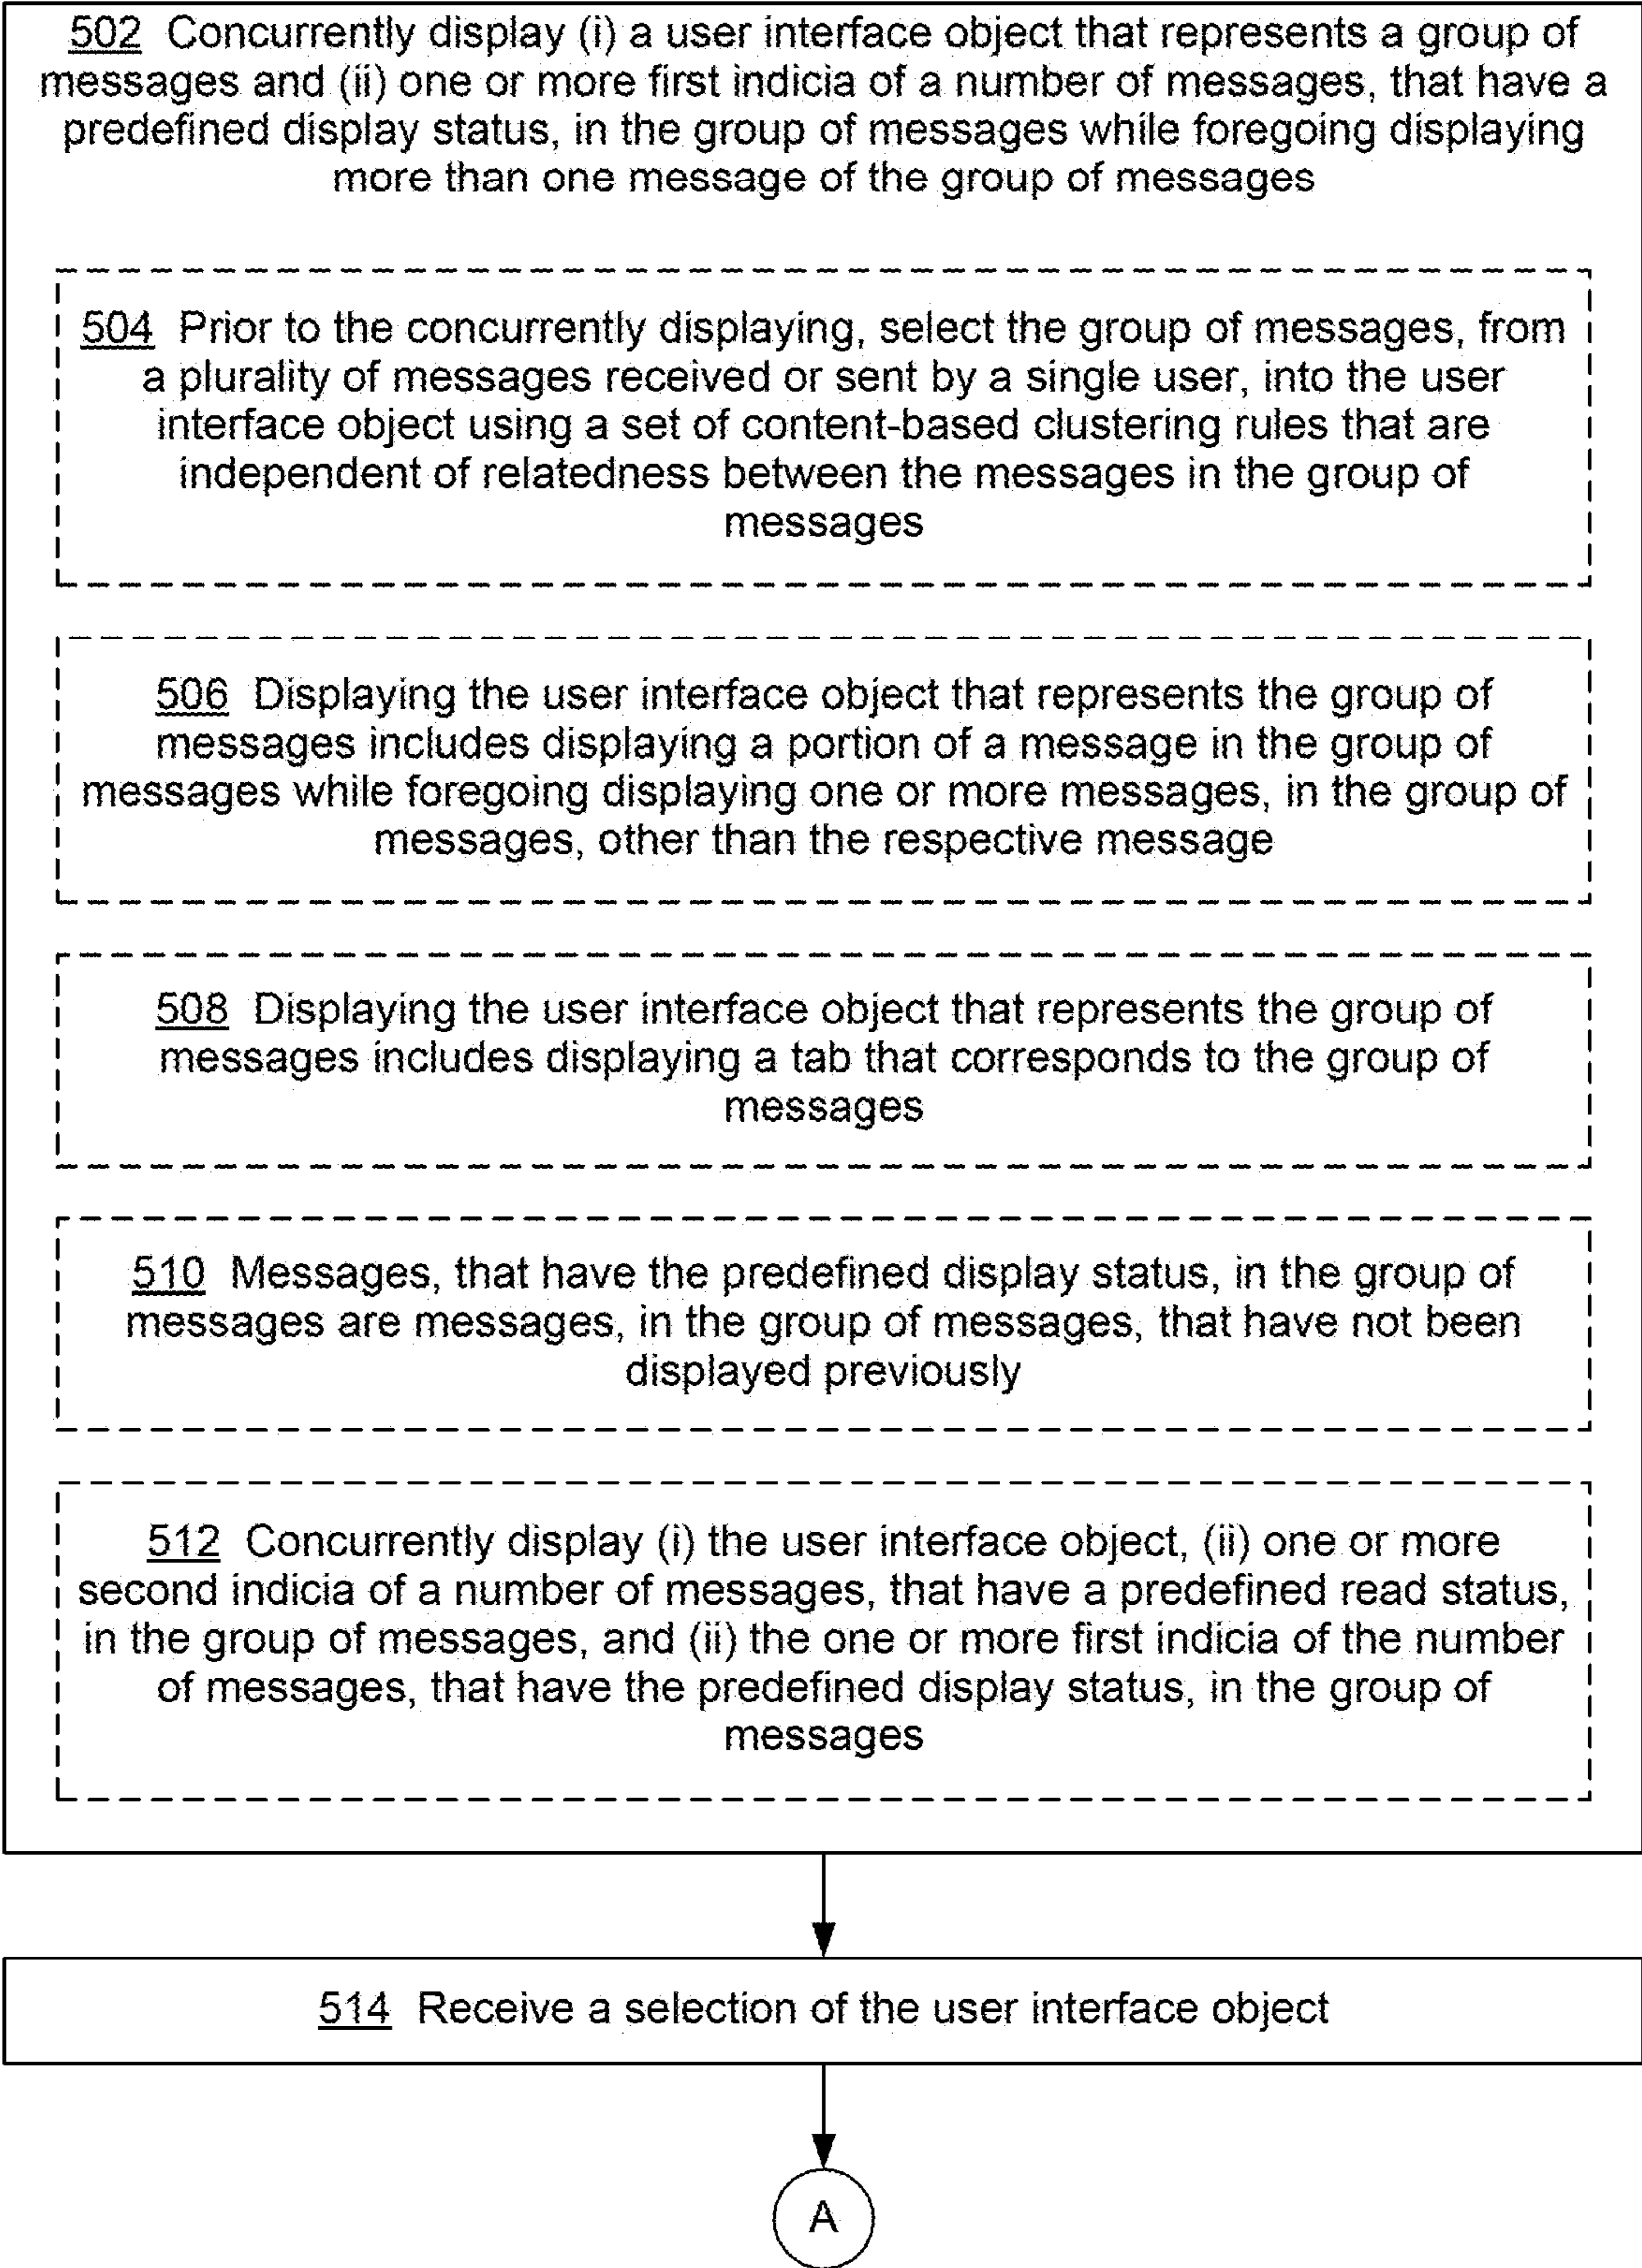 502 Concurrently display (i) a user interface object that represents a group of
messages and (ii) one or more first indicia of a number of messages, that have a
predefined display status, in the group of messages while foregoing displaying
more than one message of the group of messages
504 Prior to the concurrently displaying, select the group of messages, from
a plurality of messages received or sent by a single user, into the user
interface object using a set of content-based clustering rules that are
independent of relatedness between the messages in the group of
messages
506 Displaying the user interface object that represents the group of
messages includes displaying a portion of a message in the group of
messages while foregoing displaying one or more messages, in the group of
messages, other than the respective message
508 Displaying the user interface object that represents the group of
messages includes displaying a tab that corresponds to the group of
messages
510 Messages, that have the predefined display status, in the group of
messages are messages, in the group of messages, that have not been
displayed previously
512 Concurrently display (i) the user interface object, (ii) one or more
second indicia of a number of messages, that have a predefined read status,
in the group of messages, and (ii) the one or more first indicia of the number
of messages, that have the predefined display status, in the group of
messages
514 Receive a selection of the user interface object
A